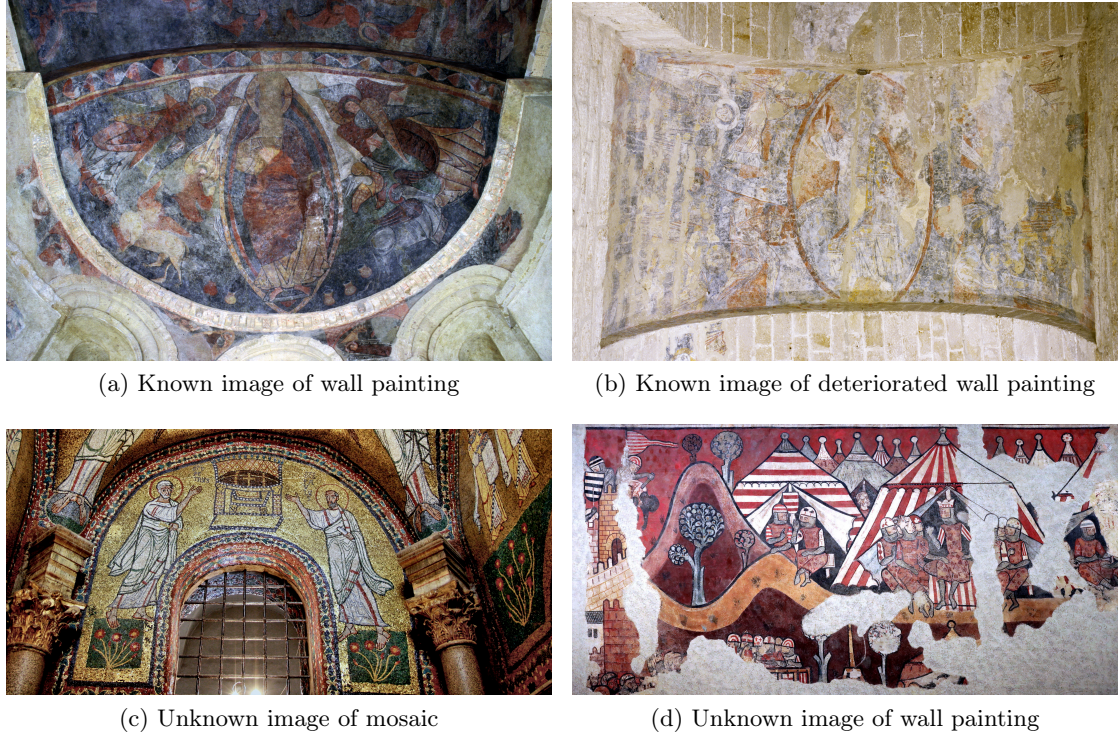 (a) Known image of wall painting
(b) Known image of deteriorated wall painting
(c) Unknown image of mosaic
(d) Unknown image of wall painting